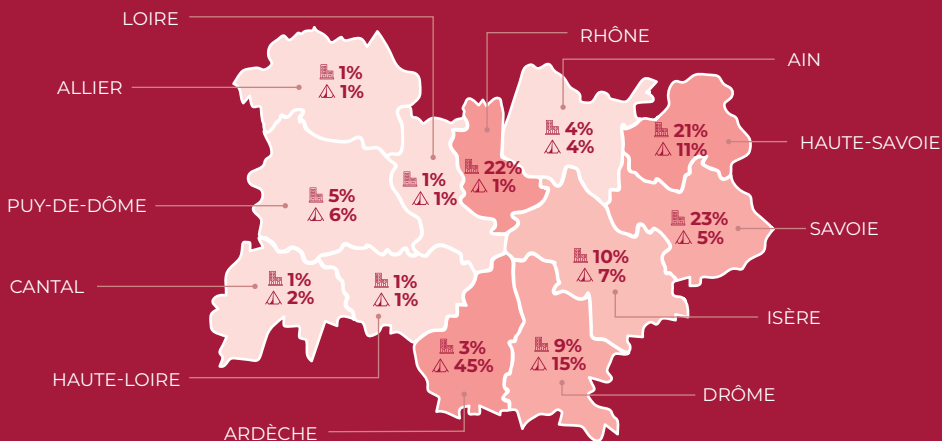 LOIRE
RHÔNE
AIN
ALLIER
1%
1%
4%
4%
21%
11%
HAUTE-SAVOIE
22%
1%
1%
1%
5%
6%
PUY-DE-DÔME
23%
5%
SAVOIE
10%
7%
CANTAL
1%
2%
1%
1%
ISÈRE
3%
45%
9%
15%
HAUTE-LOIRE
DRÔME
ARDÈCHE